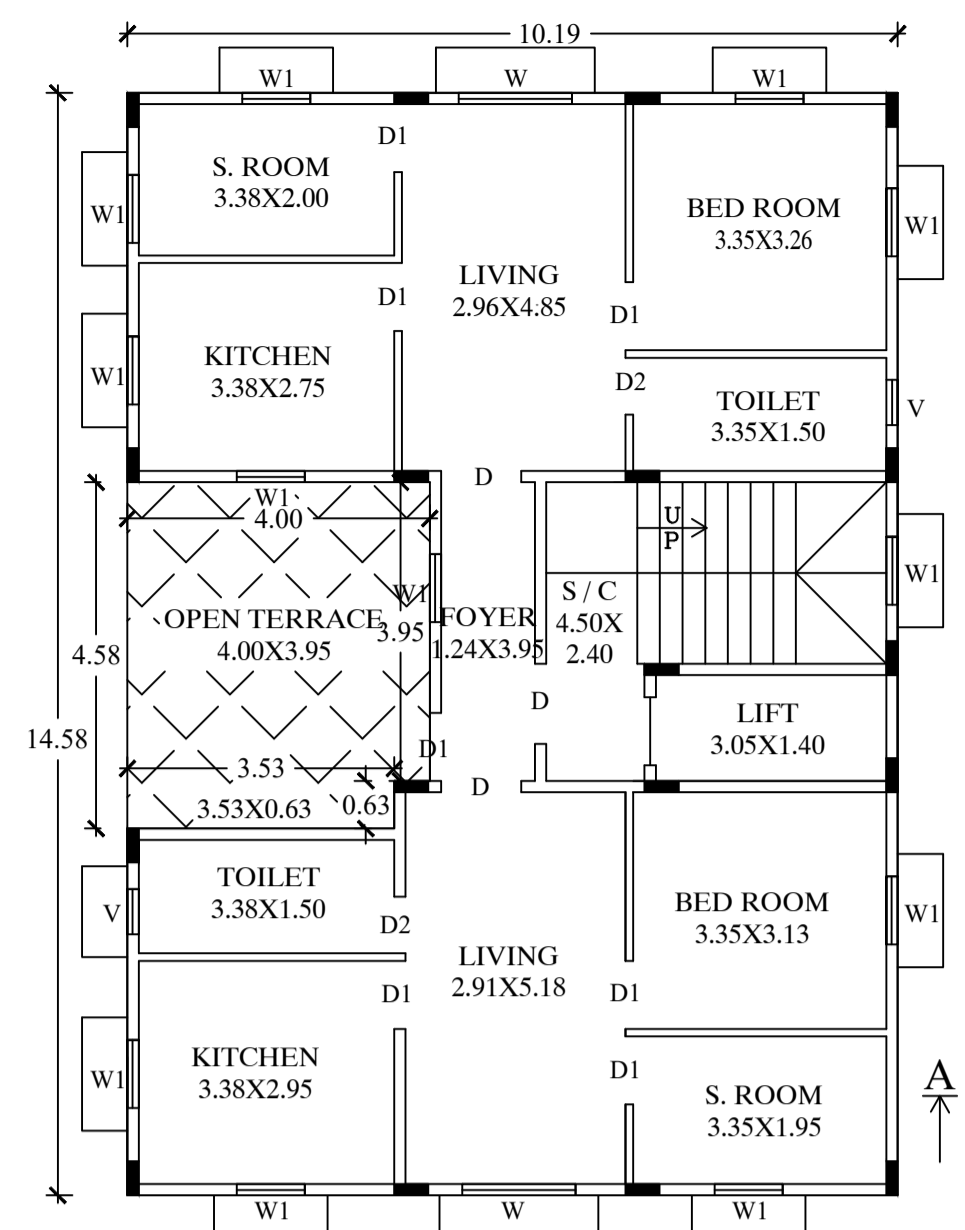 10.19
W1
W
W1
D1
S. ROOM
3.38X2.00
BED ROOM
3.35X3.26
W1
W1
LIVING
2.96X4.85
D1
D1
KITCHEN
3.38X2.75
W1
D2
TOILET
3.35X1.50
V
D
W1
4.00
UP
W1
W1
S / C
4.50X
2.40
OPEN TERRACE
4.00X3.95
3.95
FOYER
1.24X3.95
4.58
14.58
D
LIFT
3.05X1.40
D1
3.53
D
3.53X0.63
0.63
TOILET
3.38X1.50
V
D2
BED ROOM
3.35X3.13
W1
LIVING
2.91X5.18
D1
D1
KITCHEN
3.38X2.95
W1
D1
S. ROOM
3.35X1.95
A
W1
W
W1